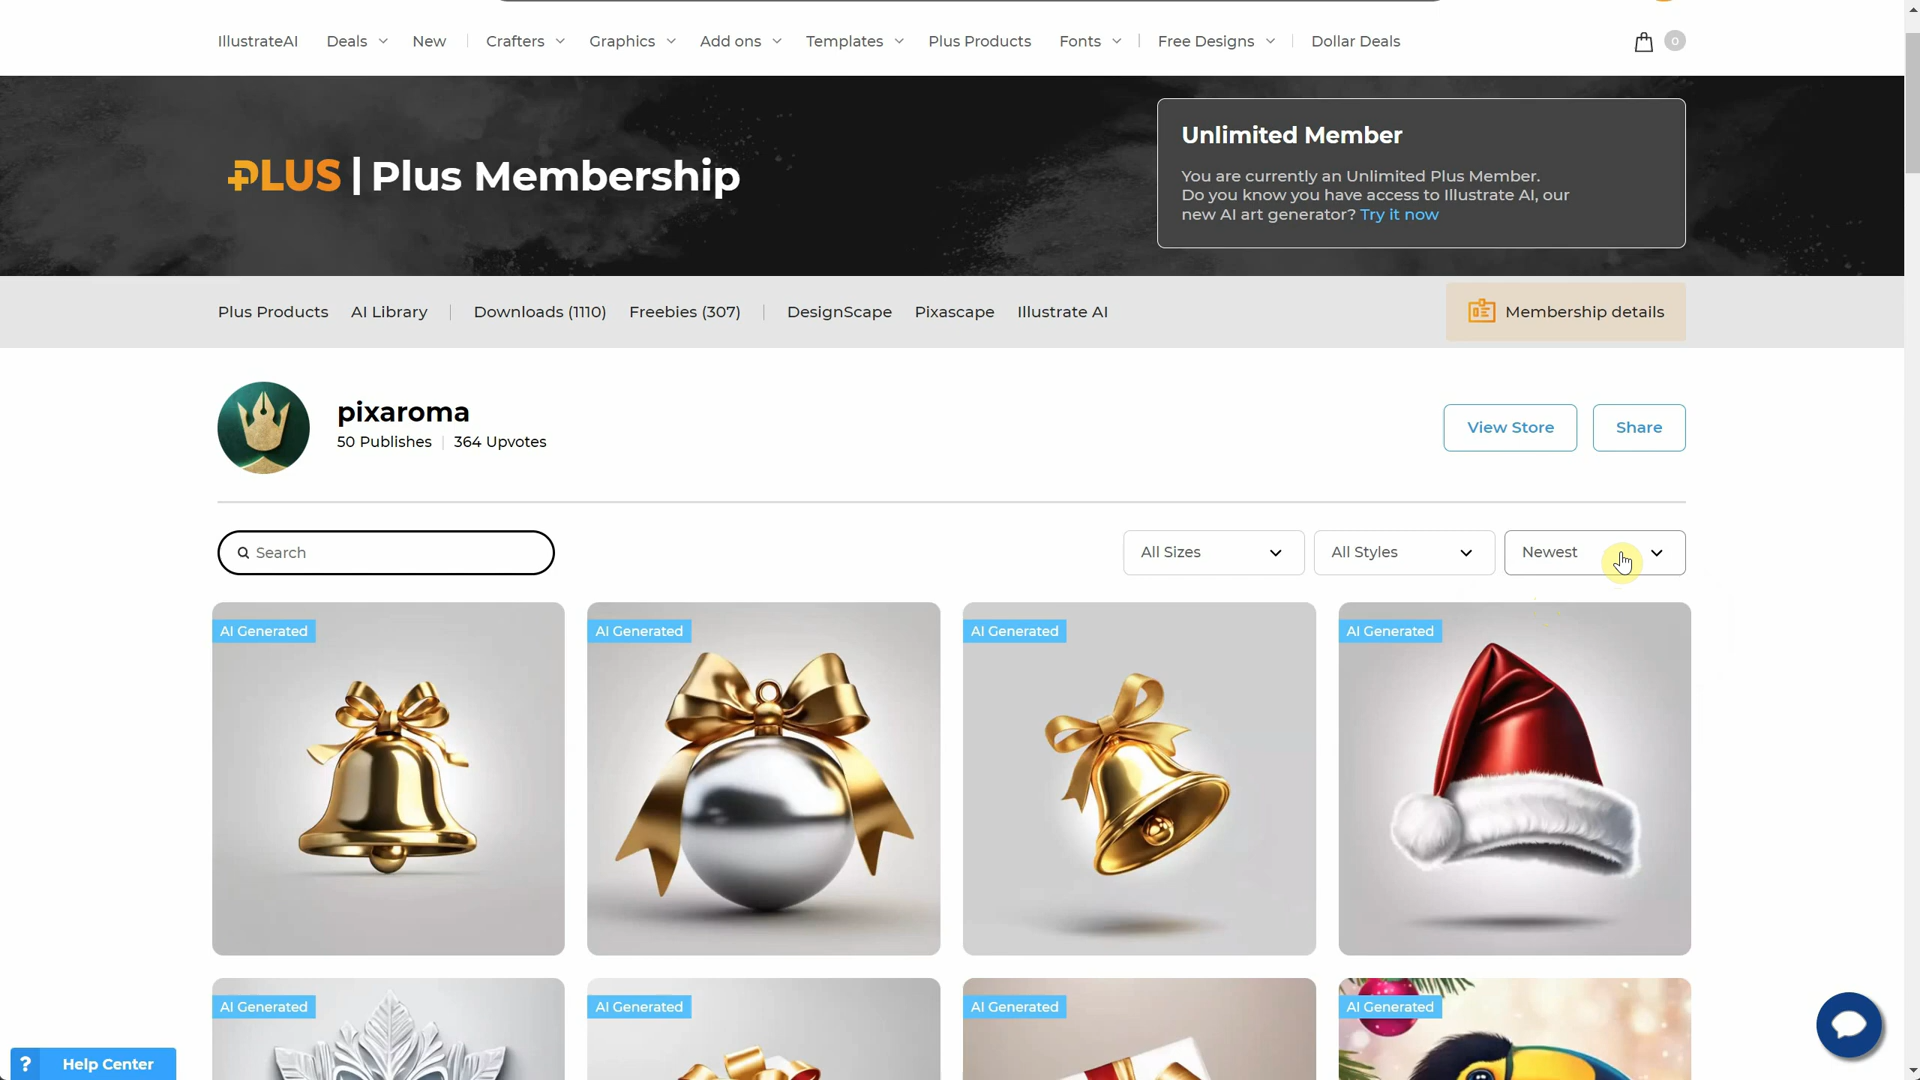 IllustrateAI Deals New Crafters Graphics Add ons Templates Plus Products Fonts Free Designs Dollar Deals 0
PLUS | Plus Membership
Unlimited Member
You are currently an Unlimited Plus Member.
Do you know you have access to Illustrate AI, our
new AI art generator? Try it now
Plus Products AI Library Downloads (1110) Freebies (307) DesignScape Pixascape Illustrate AI Membership details
pixaroma
50 Publishes 364 Upvotes
View Store Share
Search All Sizes All Styles Newest
AI Generated AI Generated AI Generated AI Generated
AI Generated AI Generated AI Generated AI Generated
? Help Center